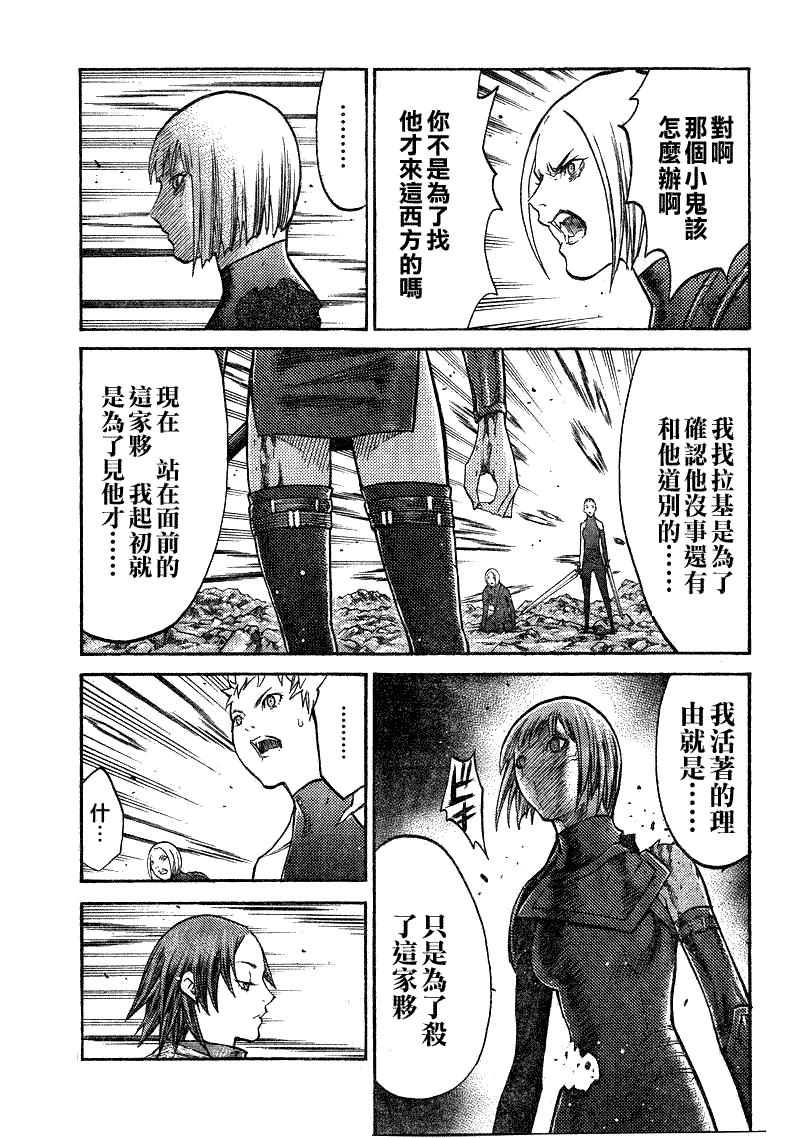 對啊
那個小鬼該
怎麼辦啊
你不是為了找
他才來這西方的嗎
………
我找拉基是為了
確認他沒事還有
和他道別的……
現在 站在面前的
這家夥 我起初就
是為了見他才……
我活著的理
由就是……
ビキ
只是為了殺
了這家夥
………
什…